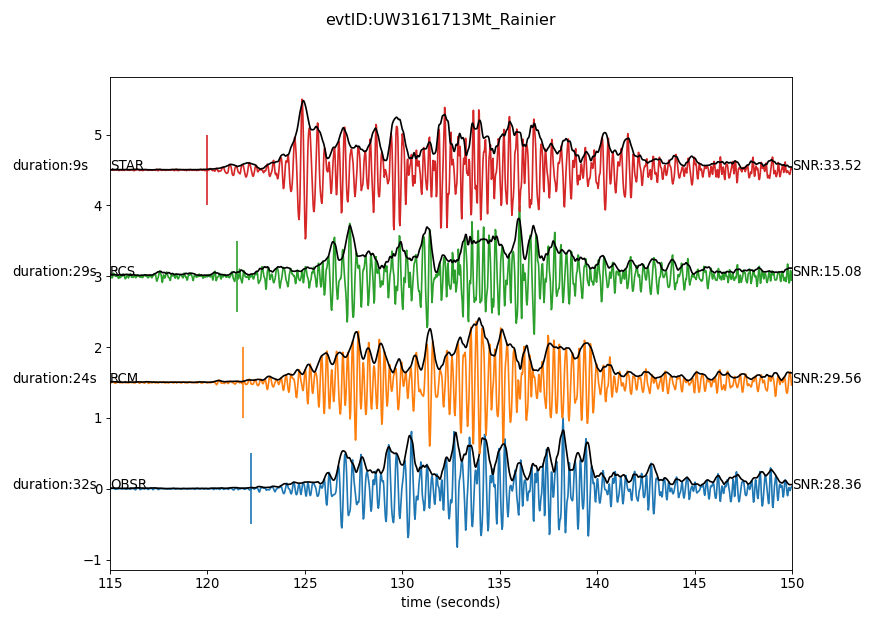 evtID:UW3161713Mt_Rainier
5
duration:9s STAR SNR:33.52
4
duration:29s RCS SNR:15.08
3
2
duration:24s RCM SNR:29.56
1
duration:32s OBSR SNR:28.36
0
−1
115 120 125 130 135 140 145 150
time (seconds)